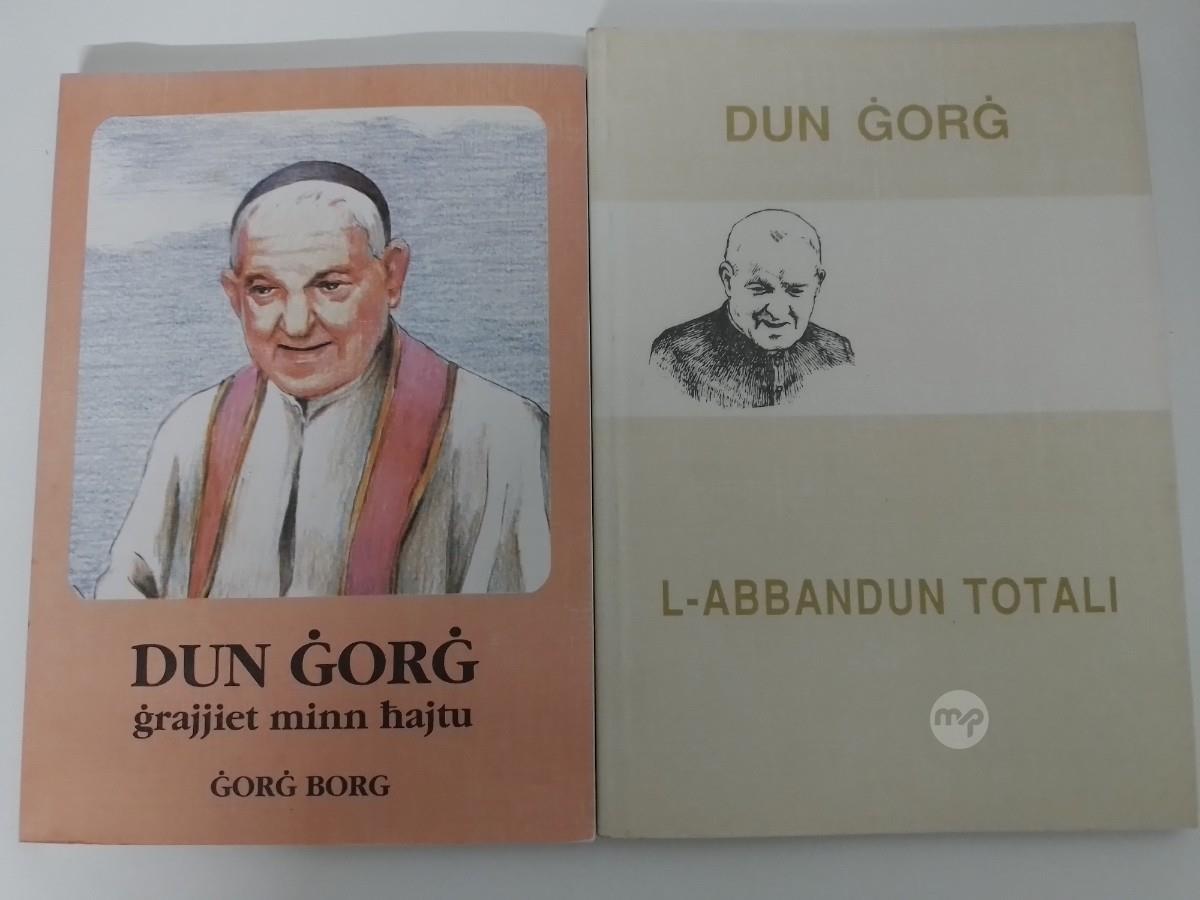 DUN ĠORĠ
ġrajjiet minn ħajtu
ĠORĠ BORG
DUN ĠORĠ
L-ABBANDUN TOTALI
mp